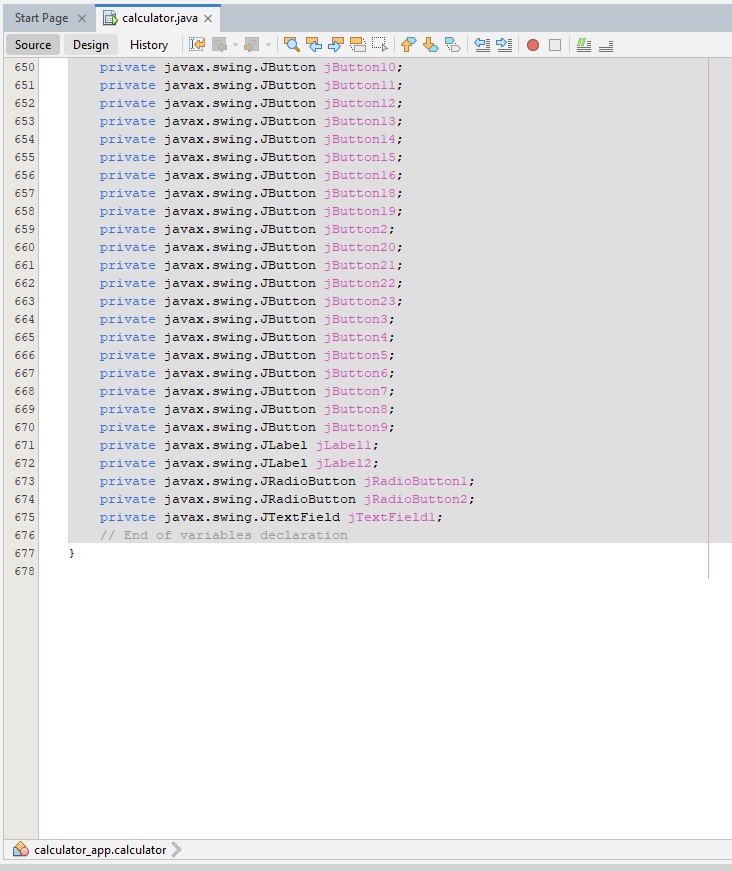 Start Page
calculator.java
Source Design History
650 private javax.swing.JButton jButton10;
651 private javax.swing.JButton jButton11;
652 private javax.swing.JButton jButton12;
653 private javax.swing.JButton jButton13;
654 private javax.swing.JButton jButton14;
655 private javax.swing.JButton jButton15;
656 private javax.swing.JButton jButton16;
657 private javax.swing.JButton jButton18;
658 private javax.swing.JButton jButton19;
659 private javax.swing.JButton jButton2;
660 private javax.swing.JButton jButton20;
661 private javax.swing.JButton jButton21;
662 private javax.swing.JButton jButton22;
663 private javax.swing.JButton jButton23;
664 private javax.swing.JButton jButton3;
665 private javax.swing.JButton jButton4;
666 private javax.swing.JButton jButton5;
667 private javax.swing.JButton jButton6;
668 private javax.swing.JButton jButton7;
669 private javax.swing.JButton jButton8;
670 private javax.swing.JButton jButton9;
671 private javax.swing.JLabel jLabel1;
672 private javax.swing.JLabel jLabel2;
673 private javax.swing.JRadioButton jRadioButton1;
674 private javax.swing.JRadioButton jRadioButton2;
675 private javax.swing.JTextField jTextField1;
676 // End of variables declaration
677 }
678
calculator_app.calculator